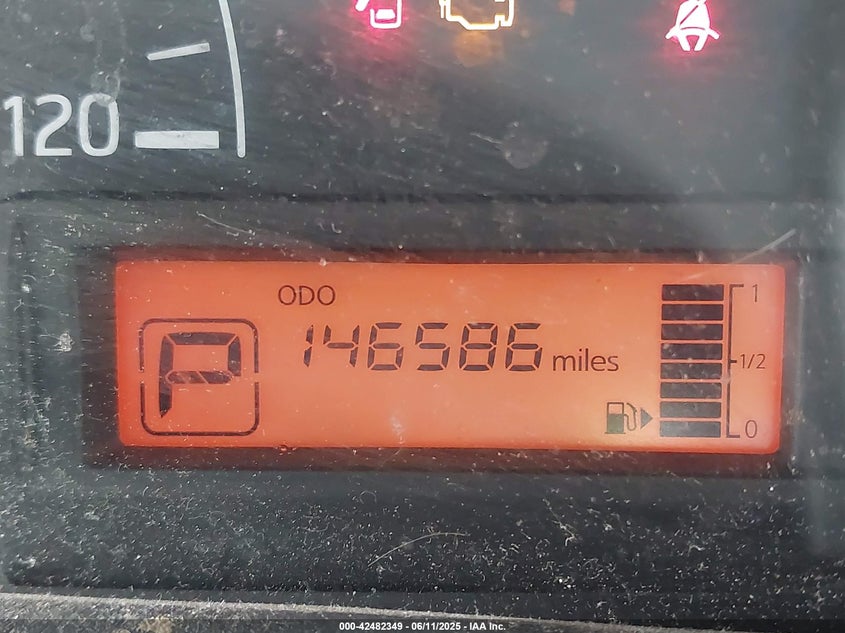 120
ODO
146586 miles
P
1
1/2
0
000-42482349 - 06/11/2025 - IAA Inc.